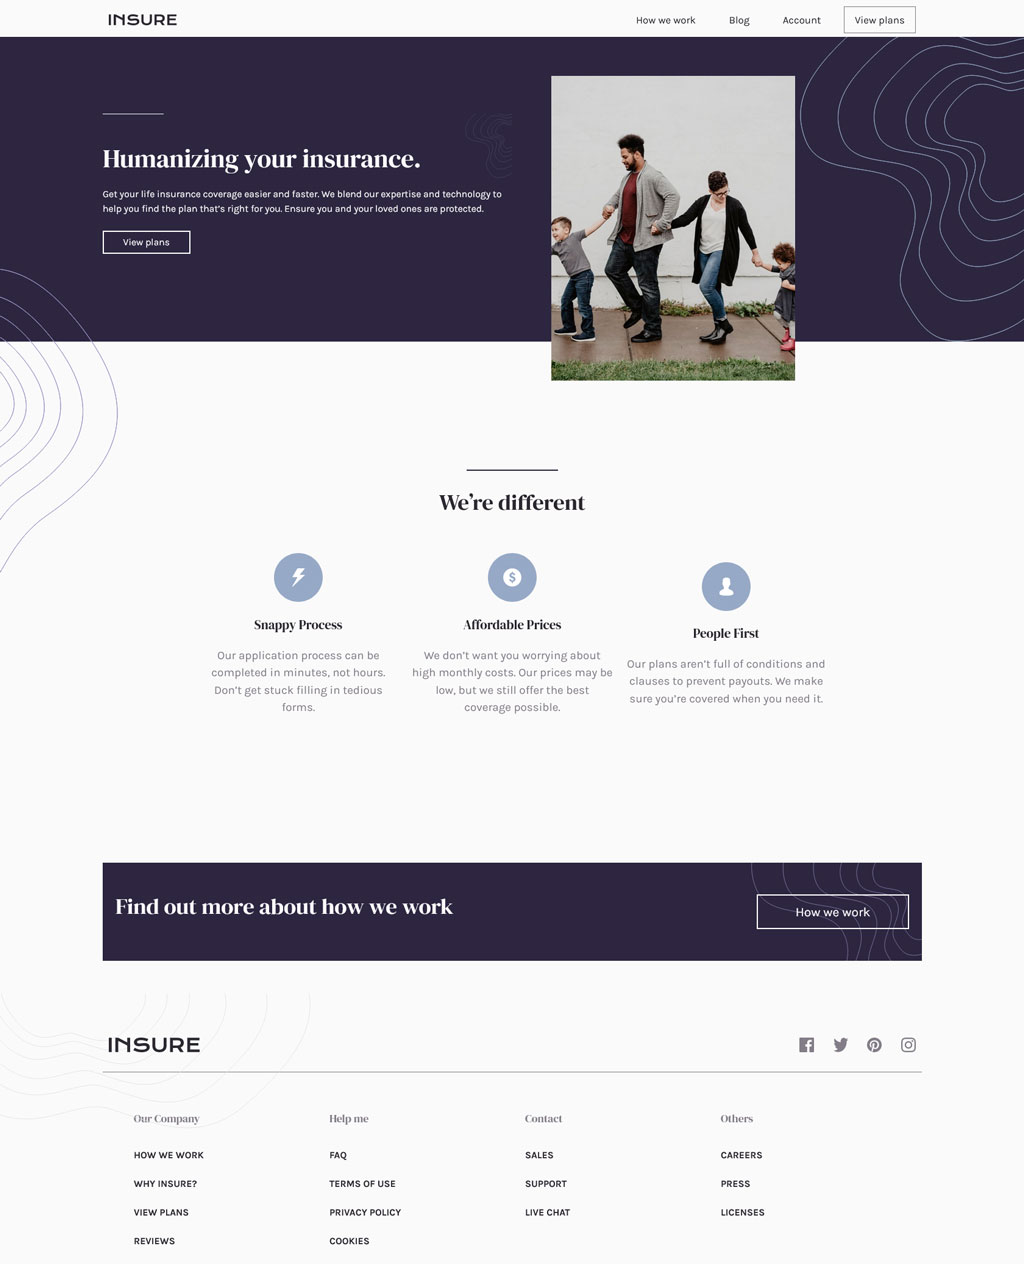 INSURE
How we work
Blog
Account
View plans
Humanizing your insurance.
Get your life insurance coverage easier and faster. We blend our expertise and technology to
help you find the plan that's right for you. Ensure you and your loved ones are protected.
View plans
We're different
Snappy Process
Our application process can be
completed in minutes, not hours.
Don't get stuck filling in tedious
forms.
Affordable Prices
We don't want you worrying about
high monthly costs. Our prices may be
low, but we still offer the best
coverage possible.
People First
Our plans aren't full of conditions and
clauses to prevent payouts. We make
sure you're covered when you need it.
Find out more about how we work
How we work
INSURE
Our Company
HOW WE WORK
WHY INSURE?
VIEW PLANS
REVIEWS
Help me
FAQ
TERMS OF USE
PRIVACY POLICY
COOKIES
Contact
SALES
SUPPORT
LIVE CHAT
Others
CAREERS
PRESS
LICENSES